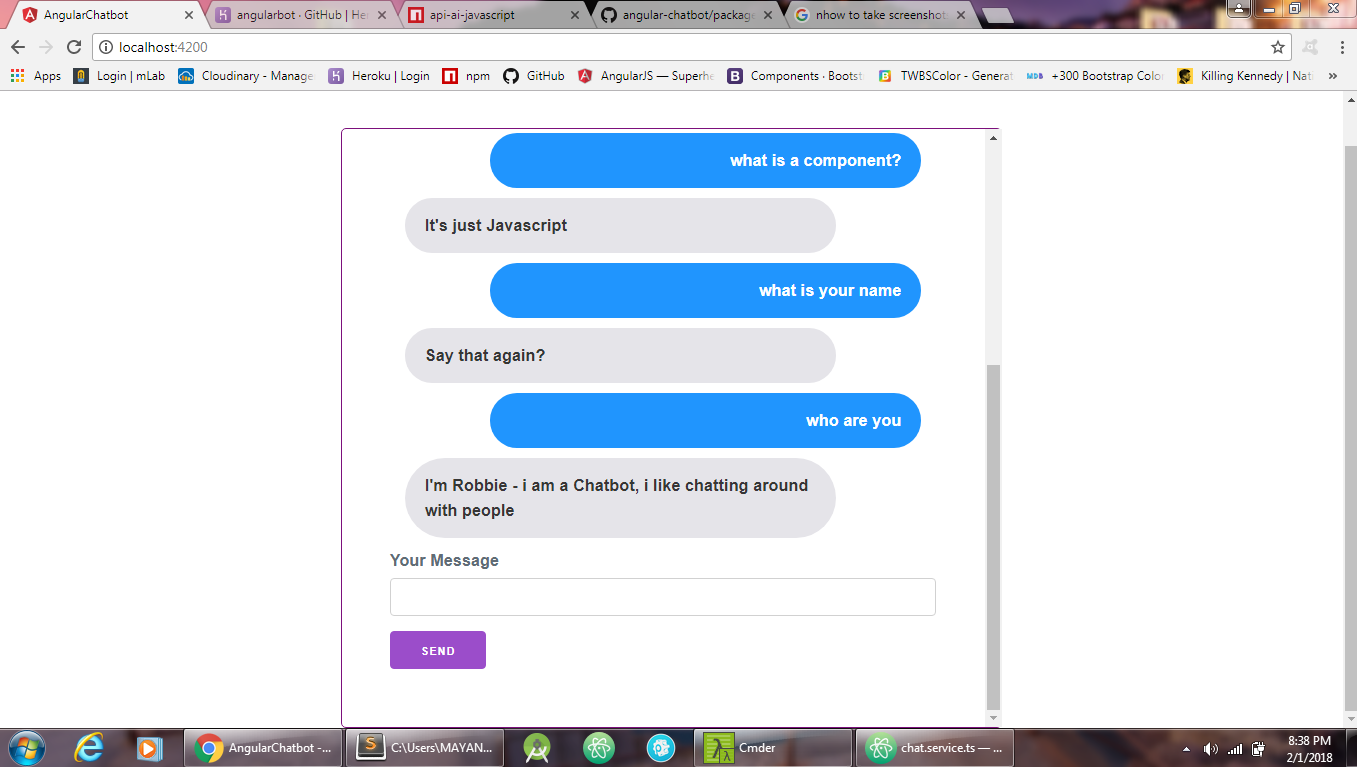 AngularChatbot
angularbot · GitHub | He
api-ai-javascript
angular-chatbot/package
nhow to take screenshot
localhost:4200
Apps
Login | mLab
Cloudinary - Manage
Heroku | Login
npm
GitHub
AngularJS — Superhe
Components · Bootst
TWBSColor - Generat
+300 Bootstrap Colo
Killing Kennedy | Nati
»
what is a component?
It's just Javascript
what is your name
Say that again?
who are you
I'm Robbie - i am a Chatbot, i like chatting around
with people
Your Message
SEND
AngularChatbot -...
C:\Users\MAYAN...
Cmder
chat.service.ts — ...
8:38 PM
2/1/2018